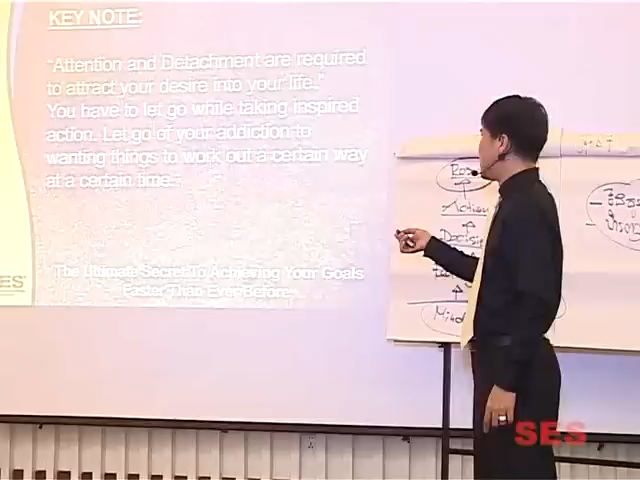 KEY NOTE:
"Attention and Detachment are required
to attract your desire into your life."
You have to let go while taking inspired
action. Let go of your addiction to
wanting things to work out a certain way
at a certain time.
The Ultimate Secret To Achieving Your Goals
Faster Than Ever Before
SES
Action
SES